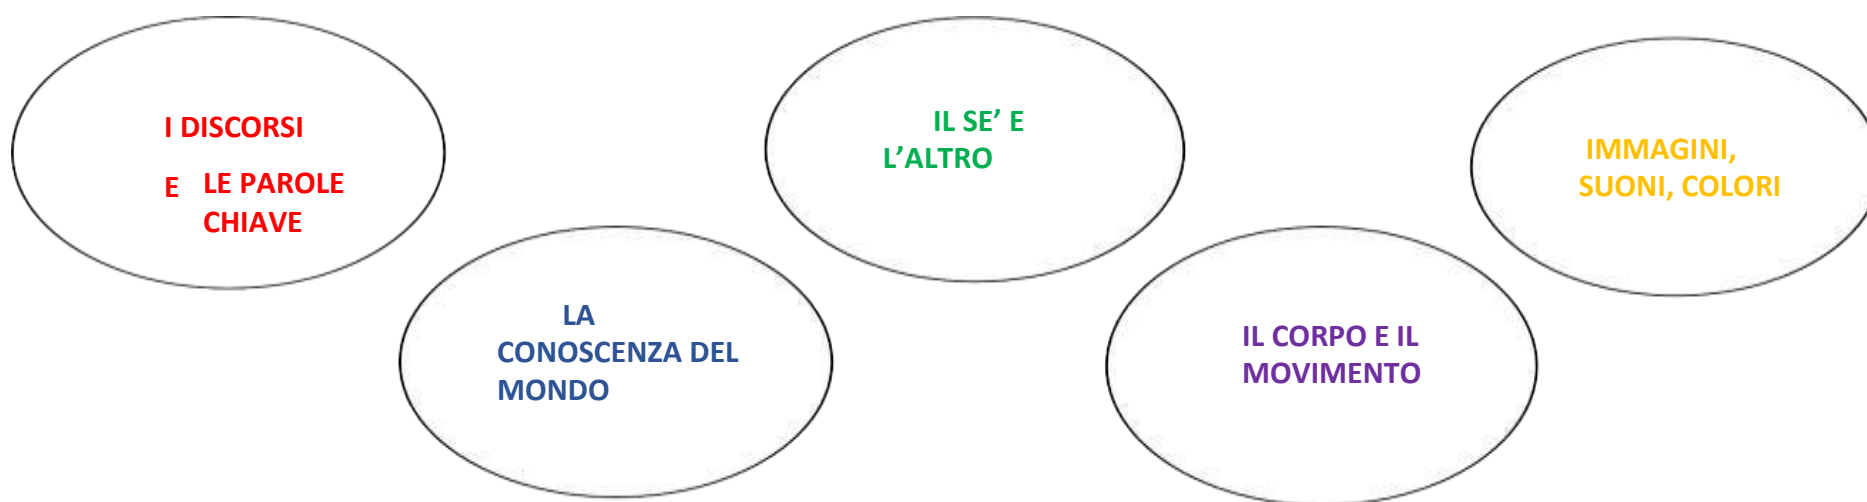 I DISCORSI
E LE PAROLE
CHIAVE
LA
CONOSCENZA DEL
MONDO
IL SE’ E
L’ALTRO
IL CORPO E IL
MOVIMENTO
IMMAGINI,
SUONI, COLORI